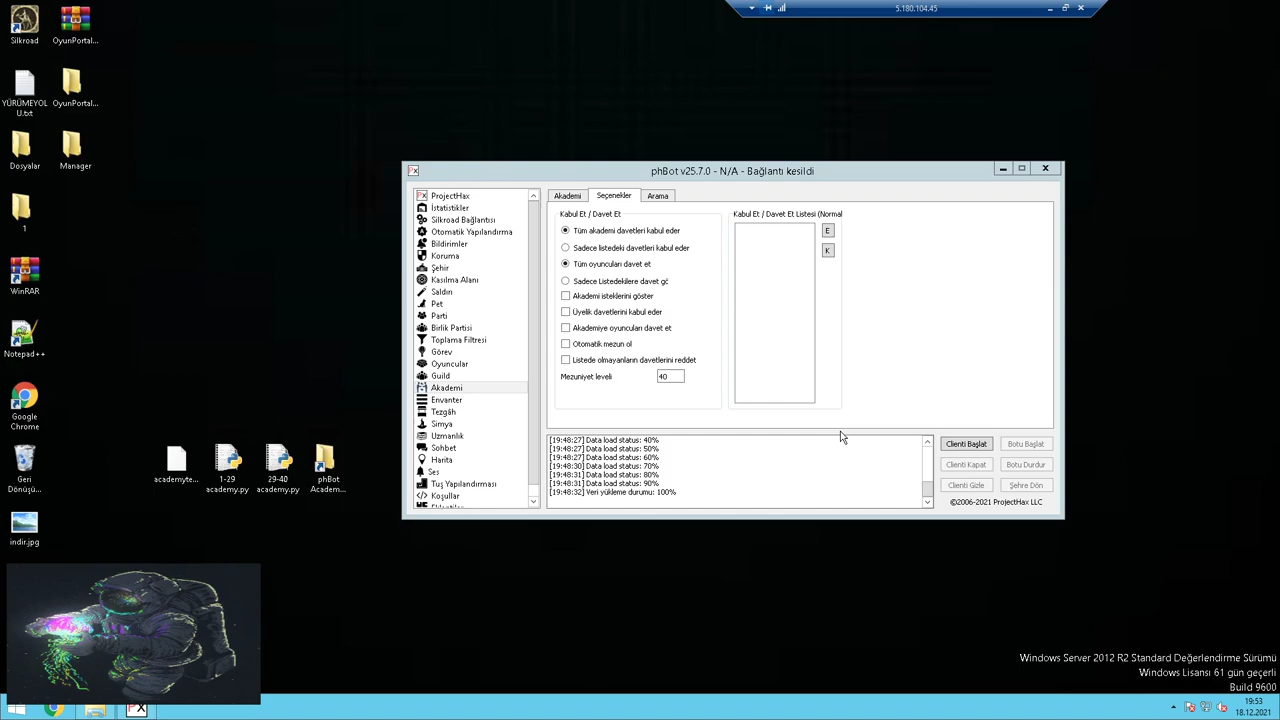 5.180.104.45
Silkroad
OyunPortal...
YÜRÜMEYOLU.txt
OyunPortal...
Dosyalar
Manager
1
WinRAR
Notepad++
Google Chrome
Geri Dönüşü...
indir.jpg
academyte...
1-29 academy.py
29-40 academy.py
phBot Academ...
phBot v25.7.0 - N/A - Bağlantı kesildi
ProjectHax
İstatistikler
Silkroad Bağlantısı
Otomatik Yapılandırma
Bildirimler
Koruma
Şehir
Kasılma Alanı
Saldırı
Pet
Parti
Birlik Partisi
Toplama Filtresi
Görev
Oyuncular
Guild
Akademi
Envanter
Tezgâh
Simya
Uzmanlık
Sohbet
Harita
Ses
Tuş Yapılandırması
Koşullar
Akademi Seçenekler Arama
Kabul Et / Davet Et
Tüm akademi davetleri kabul eder
Sadece listedeki davetleri kabul eder
Tüm oyuncuları davet et
Sadece Listedekilere davet gö
Akademi isteklerini göster
Üyelik davetlerini kabul eder
Akademiye oyuncuları davet et
Otomatik mezun ol
Listede olmayanların davetlerini reddet
Mezuniyet leveli 40
Kabul Et / Davet Et Listesi (Normal
E
K
[19:48:27] Data load status: 40%
[19:48:27] Data load status: 50%
[19:48:27] Data load status: 60%
[19:48:30] Data load status: 70%
[19:48:31] Data load status: 80%
[19:48:31] Data load status: 90%
[19:48:32] Veri yükleme durumu: 100%
Clienti Başlat Botu Başlat
Clienti Kapat Botu Durdur
Clienti Gizle Şehre Dön
©2006-2021 ProjectHax LLC
Windows Server 2012 R2 Standard Değerlendirme Sürümü
Windows Lisansı 61 gün geçerli
Build 9600
19:53
18.12.2021